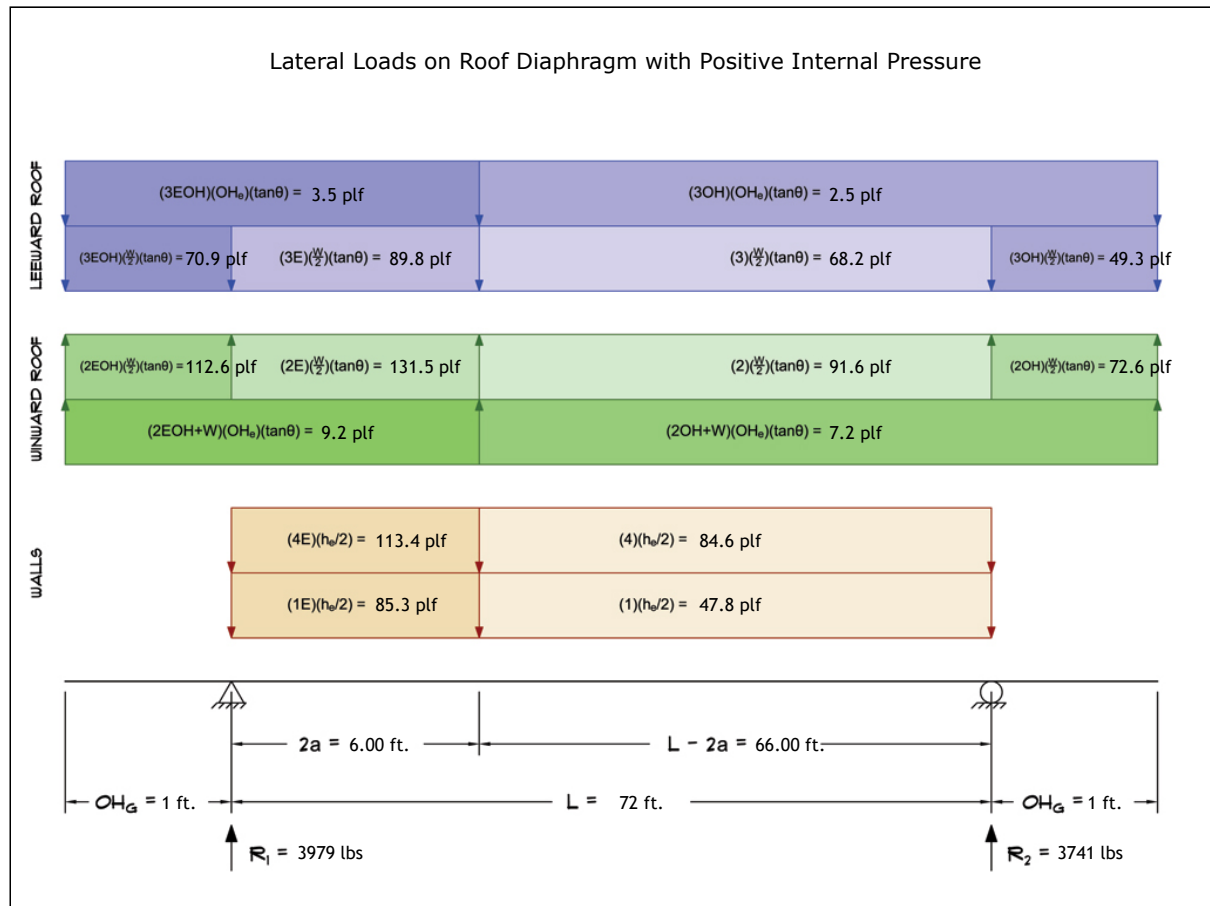 Lateral Loads on Roof Diaphragm with Positive Internal Pressure
LEEWARD ROOF
(3EOH)(OHₑ)(tanθ) = 3.5 plf
(3OH)(OHₑ)(tanθ) = 2.5 plf
(3EOH)(W/2)(tanθ) = 70.9 plf
(3E)(W/2)(tanθ) = 89.8 plf
(3)(W/2)(tanθ) = 68.2 plf
(3OH)(W/2)(tanθ) = 49.3 plf
WINWARD ROOF
(2EOH)(W/2)(tanθ) = 112.6 plf
(2E)(W/2)(tanθ) = 131.5 plf
(2)(W/2)(tanθ) = 91.6 plf
(2OH)(W/2)(tanθ) = 72.6 plf
(2EOH+W)(OHₑ)(tanθ) = 9.2 plf
(2OH+W)(OHₑ)(tanθ) = 7.2 plf
WALLS
(4E)(hₑ/2) = 113.4 plf
(4)(hₑ/2) = 84.6 plf
(1E)(hₑ/2) = 85.3 plf
(1)(hₑ/2) = 47.8 plf
2a = 6.00 ft.
L - 2a = 66.00 ft.
OH_G = 1 ft.
L = 72 ft.
OH_G = 1 ft.
R₁ = 3979 lbs
R₂ = 3741 lbs